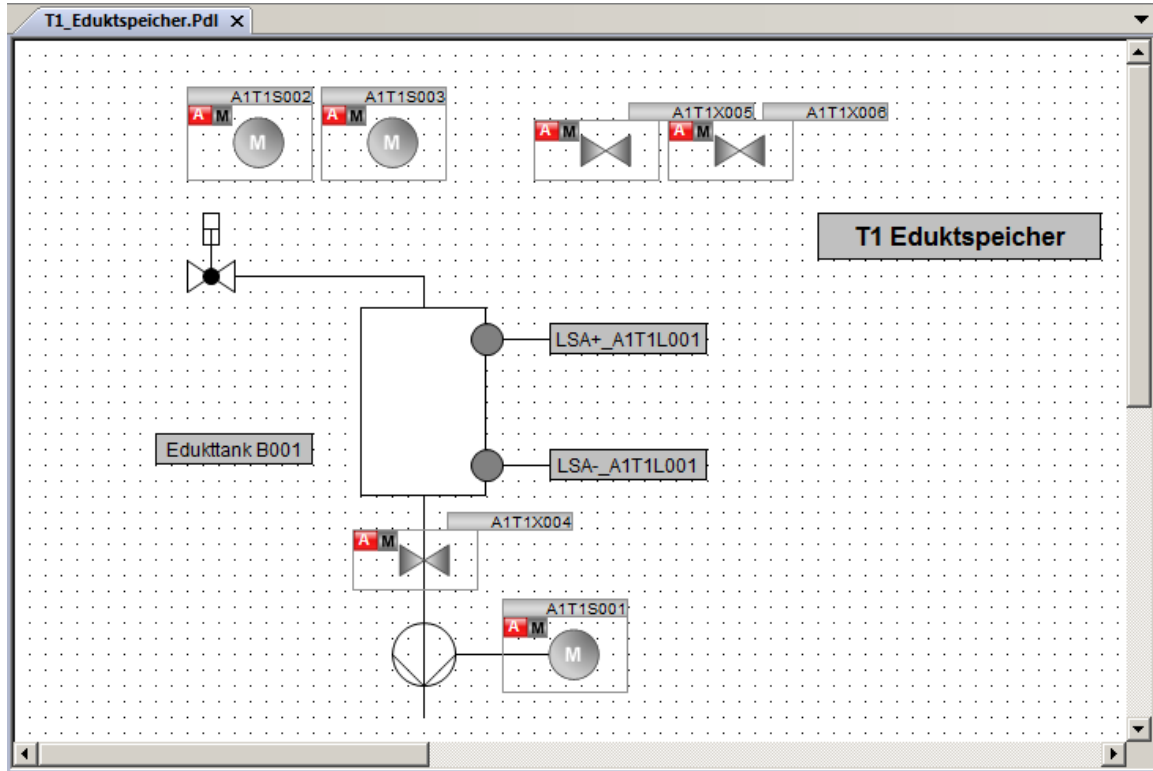 T1_Eduktspeicher.Pdl X
A1T1S002 A1T1S003 A1T1X005 A1T1X006
A M A M A M A M
M M
T1 Eduktspeicher
LSA+_A1T1L001
Edukttank B001
LSA-_A1T1L001
A1T1X004
A M
A1T1S001
A M
M